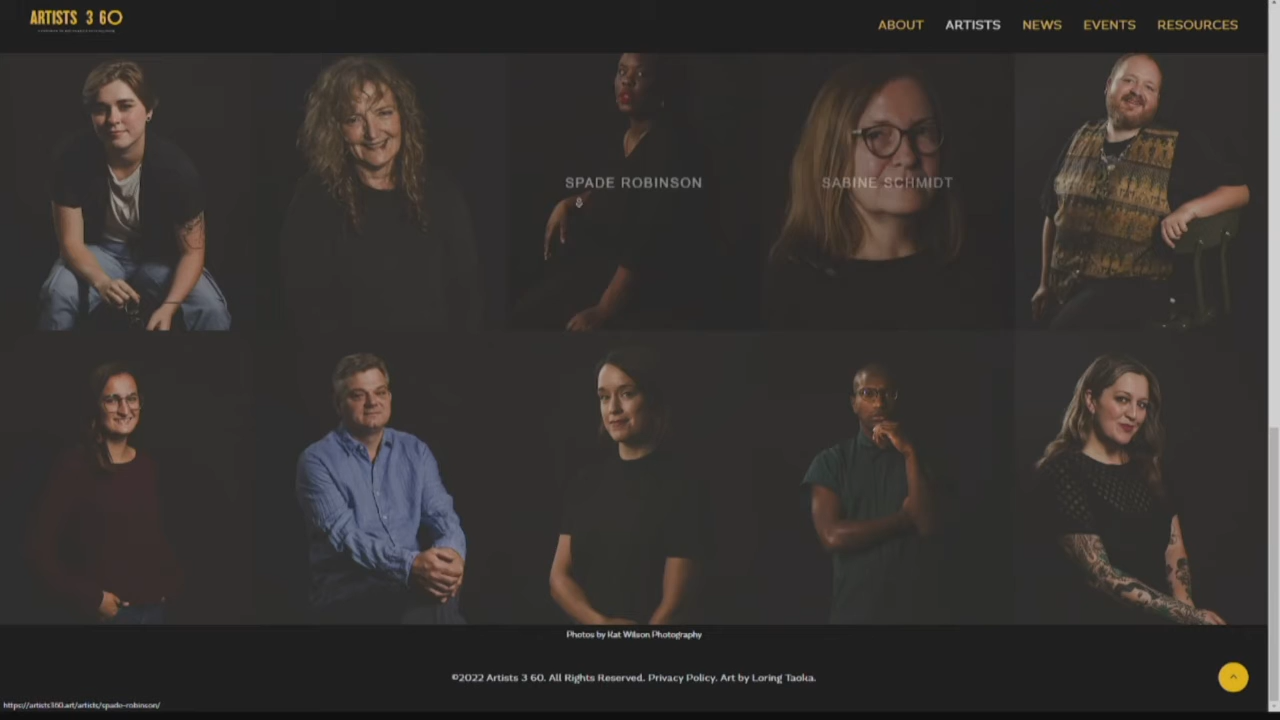 ARTISTS 3 60
ABOUT ARTISTS NEWS EVENTS RESOURCES
SPADE ROBINSON
SABINE SCHMIDT
Photos by Kat Wilson Photography
©2022 Artists 3 60. All Rights Reserved. Privacy Policy. Art by Loring Taoka.
https://artists360.art/artists/spade-robinson/